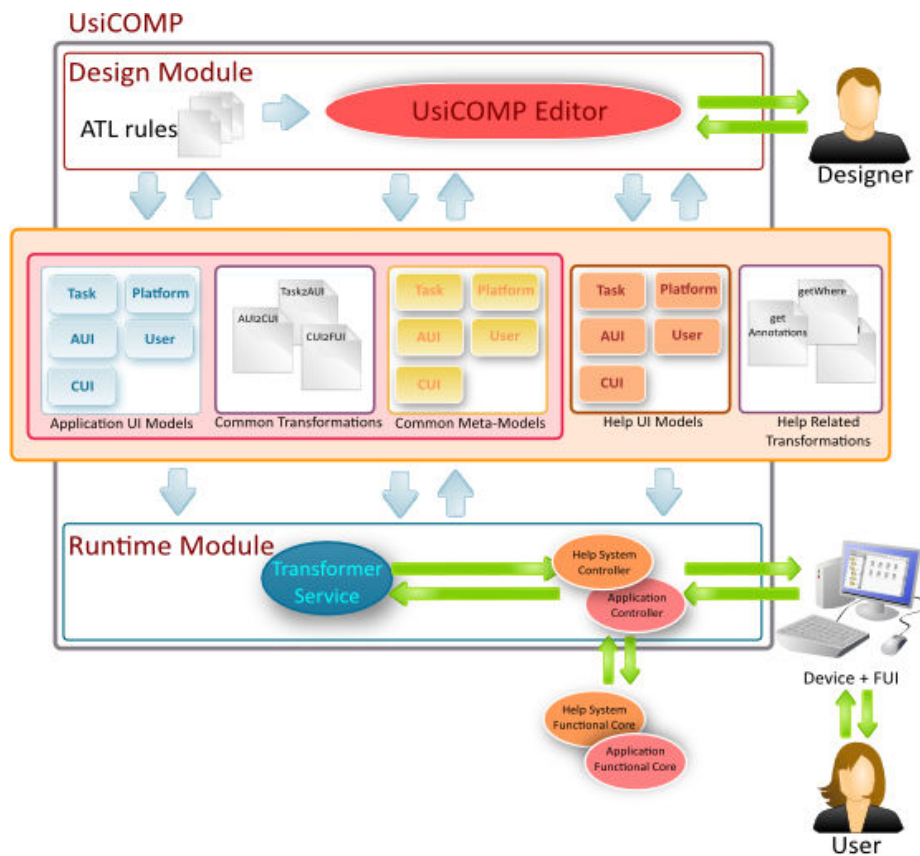 UsiCOMP
Design Module
ATL rules
UsiCOMP Editor
Designer
Task
Platform
AUI
User
CUI
Application UI Models
Task2AUI
AUI2CUI
CUI2FUI
Common Transformations
Task
Platform
AUI
User
CUI
Common Meta-Models
Task
Platform
AUI
User
CUI
Help UI Models
getWhere
get
Annotations
Help Related
Transformations
Runtime Module
Transformer
Service
Help System
Controller
Application
Controller
Help System
Functional Core
Application
Functional Core
Device + FUI
User